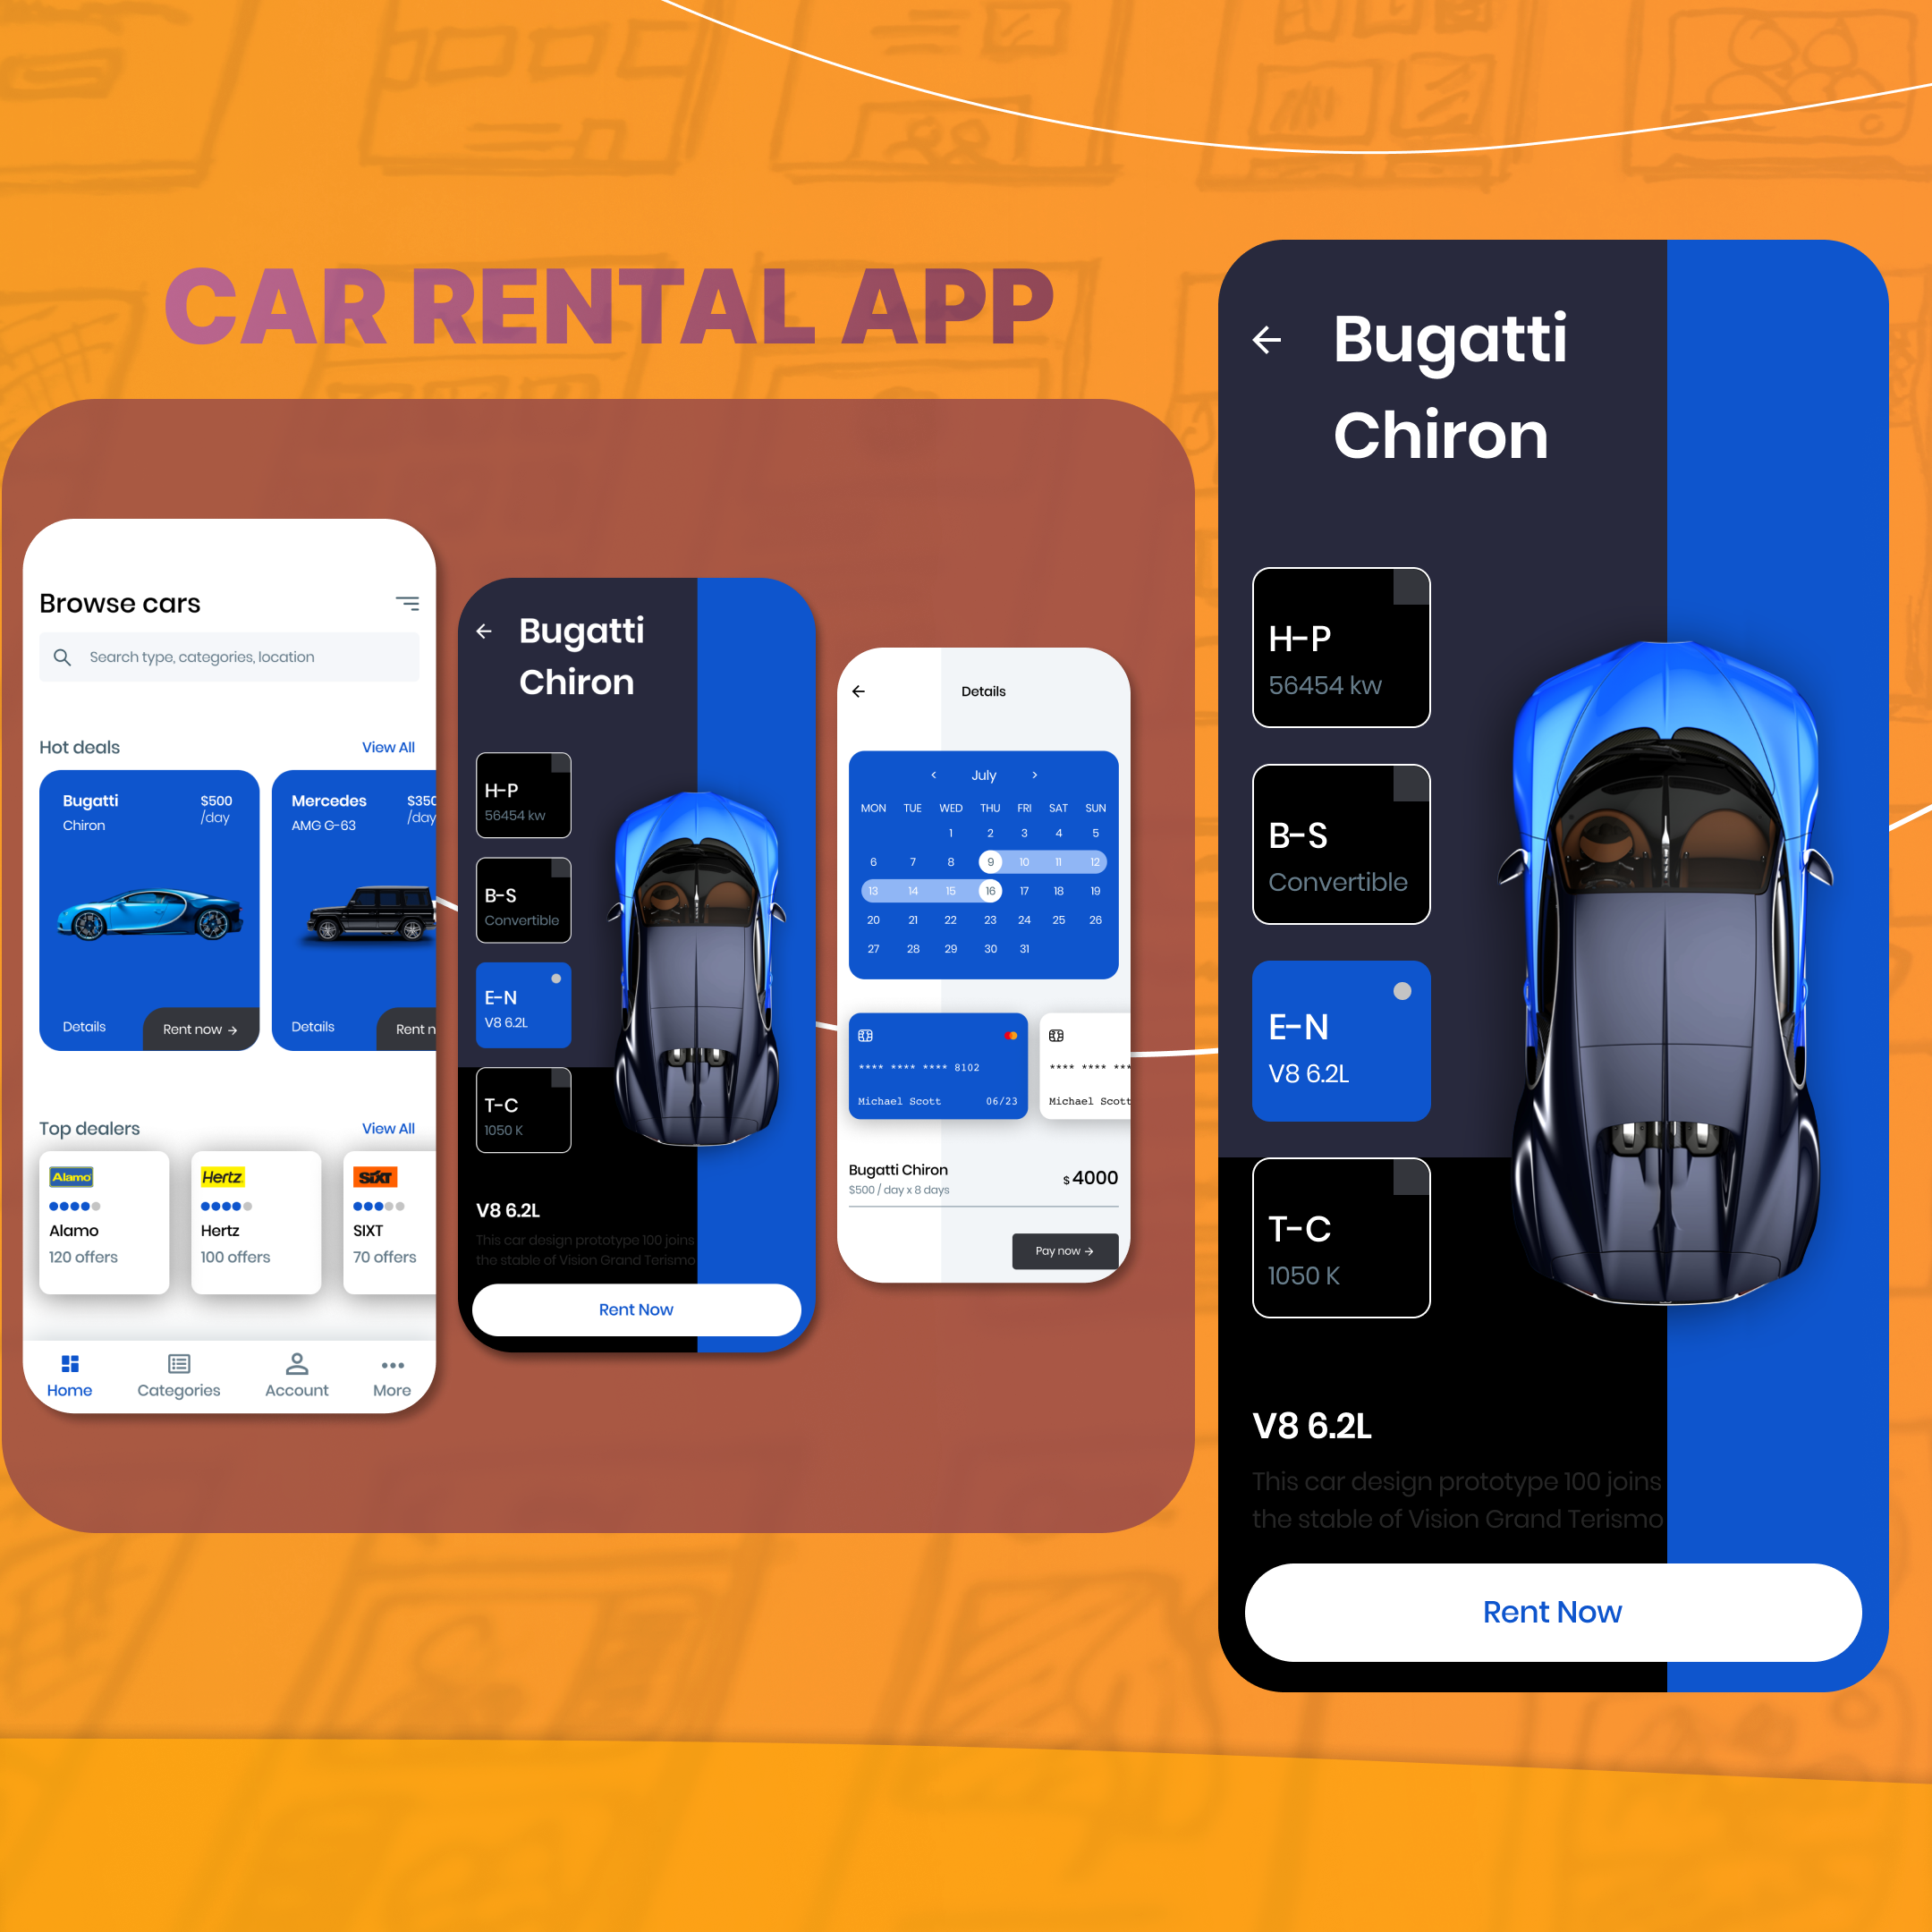 CAR RENTAL APP
Browse cars
Search type, categories, location
Hot deals View All
Bugatti $500
Chiron /day
Details Rent now →
Mercedes $350
AMG G-63 /day
Details Rent n
Top dealers View All
Alamo
Alamo
120 offers
Hertz
Hertz
100 offers
SIXT
SIXT
70 offers
Home Categories Account More
← Bugatti
Chiron
H-P
56454 kw
B-S
Convertible
E-N
V8 6.2L
T-C
1050 K
V8 6.2L
This car design prototype 100 joins
the stable of Vision Grand Terismo
Rent Now
← Details
< July >
MON TUE WED THU FRI SAT SUN
1 2 3 4 5
6 7 8 9 10 11 12
13 14 15 16 17 18 19
20 21 22 23 24 25 26
27 28 29 30 31
**** **** **** 8102
Michael Scott 06/23
**** **** ***
Michael Scott
Bugatti Chiron $4000
$500 / day x 8 days
Pay now →
← Bugatti
Chiron
H-P
56454 kw
B-S
Convertible
E-N
V8 6.2L
T-C
1050 K
V8 6.2L
This car design prototype 100 joins
the stable of Vision Grand Terismo
Rent Now